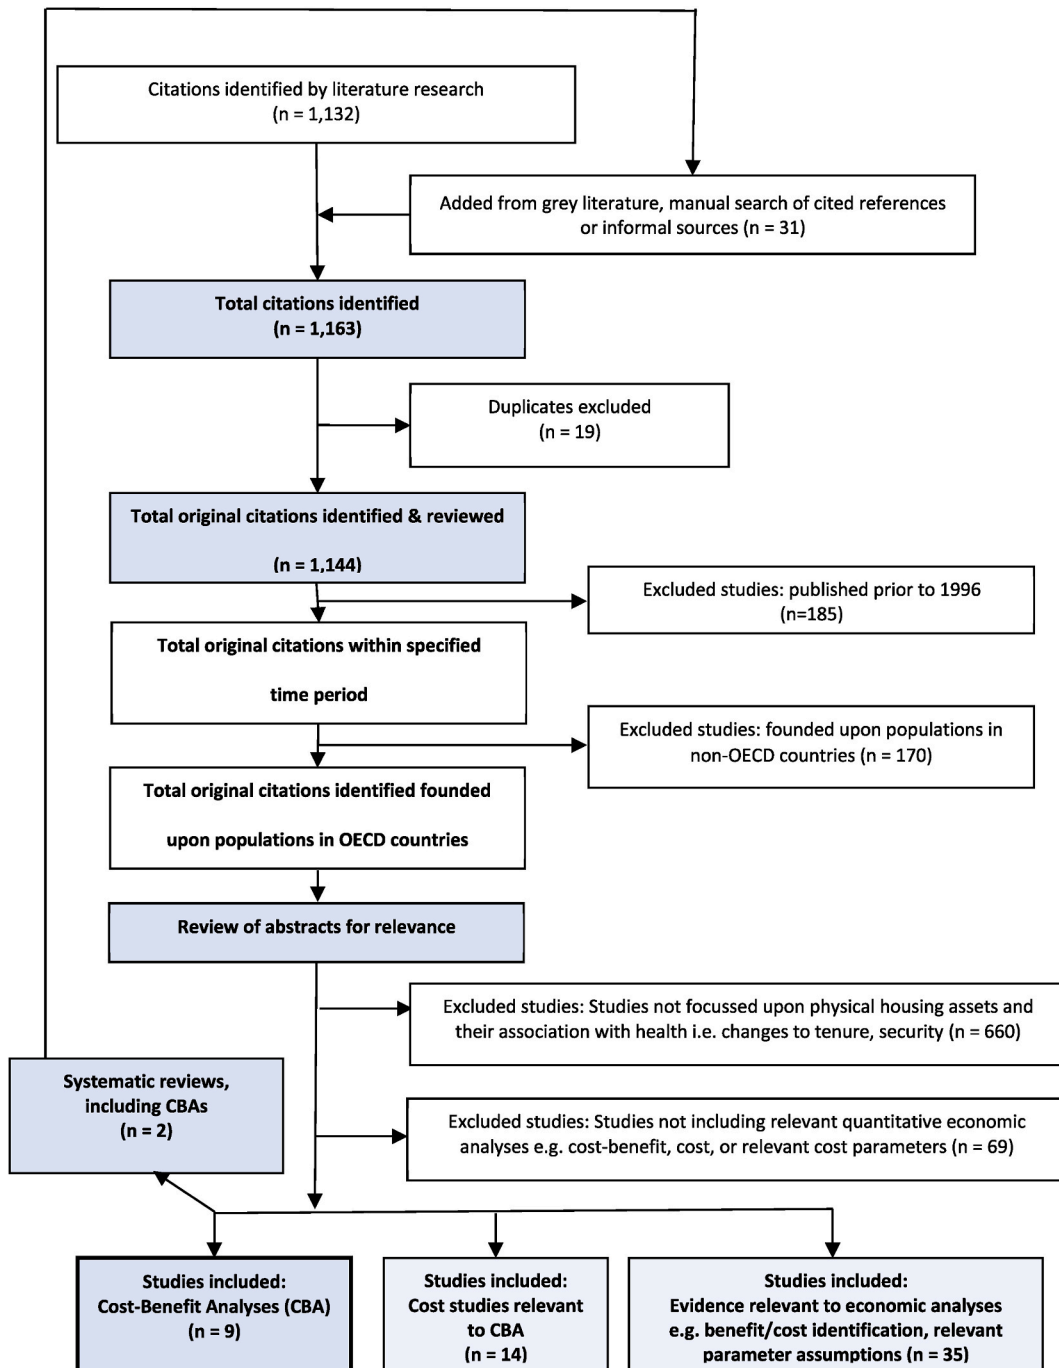 Citations identified by literature research
(n = 1,132)
Added from grey literature, manual search of cited references
or informal sources (n = 31)
Total citations identified
(n = 1,163)
Duplicates excluded
(n = 19)
Total original citations identified & reviewed
(n = 1,144)
Excluded studies: published prior to 1996
(n=185)
Total original citations within specified
time period
Excluded studies: founded upon populations in
non-OECD countries (n = 170)
Total original citations identified founded
upon populations in OECD countries
Review of abstracts for relevance
Excluded studies: Studies not focussed upon physical housing assets and
their association with health i.e. changes to tenure, security (n = 660)
Systematic reviews,
including CBAs
(n = 2)
Excluded studies: Studies not including relevant quantitative economic
analyses e.g. cost-benefit, cost, or relevant cost parameters (n = 69)
Studies included:
Cost-Benefit Analyses (CBA)
(n = 9)
Studies included:
Cost studies relevant
to CBA
(n = 14)
Studies included:
Evidence relevant to economic analyses
e.g. benefit/cost identification, relevant
parameter assumptions (n = 35)